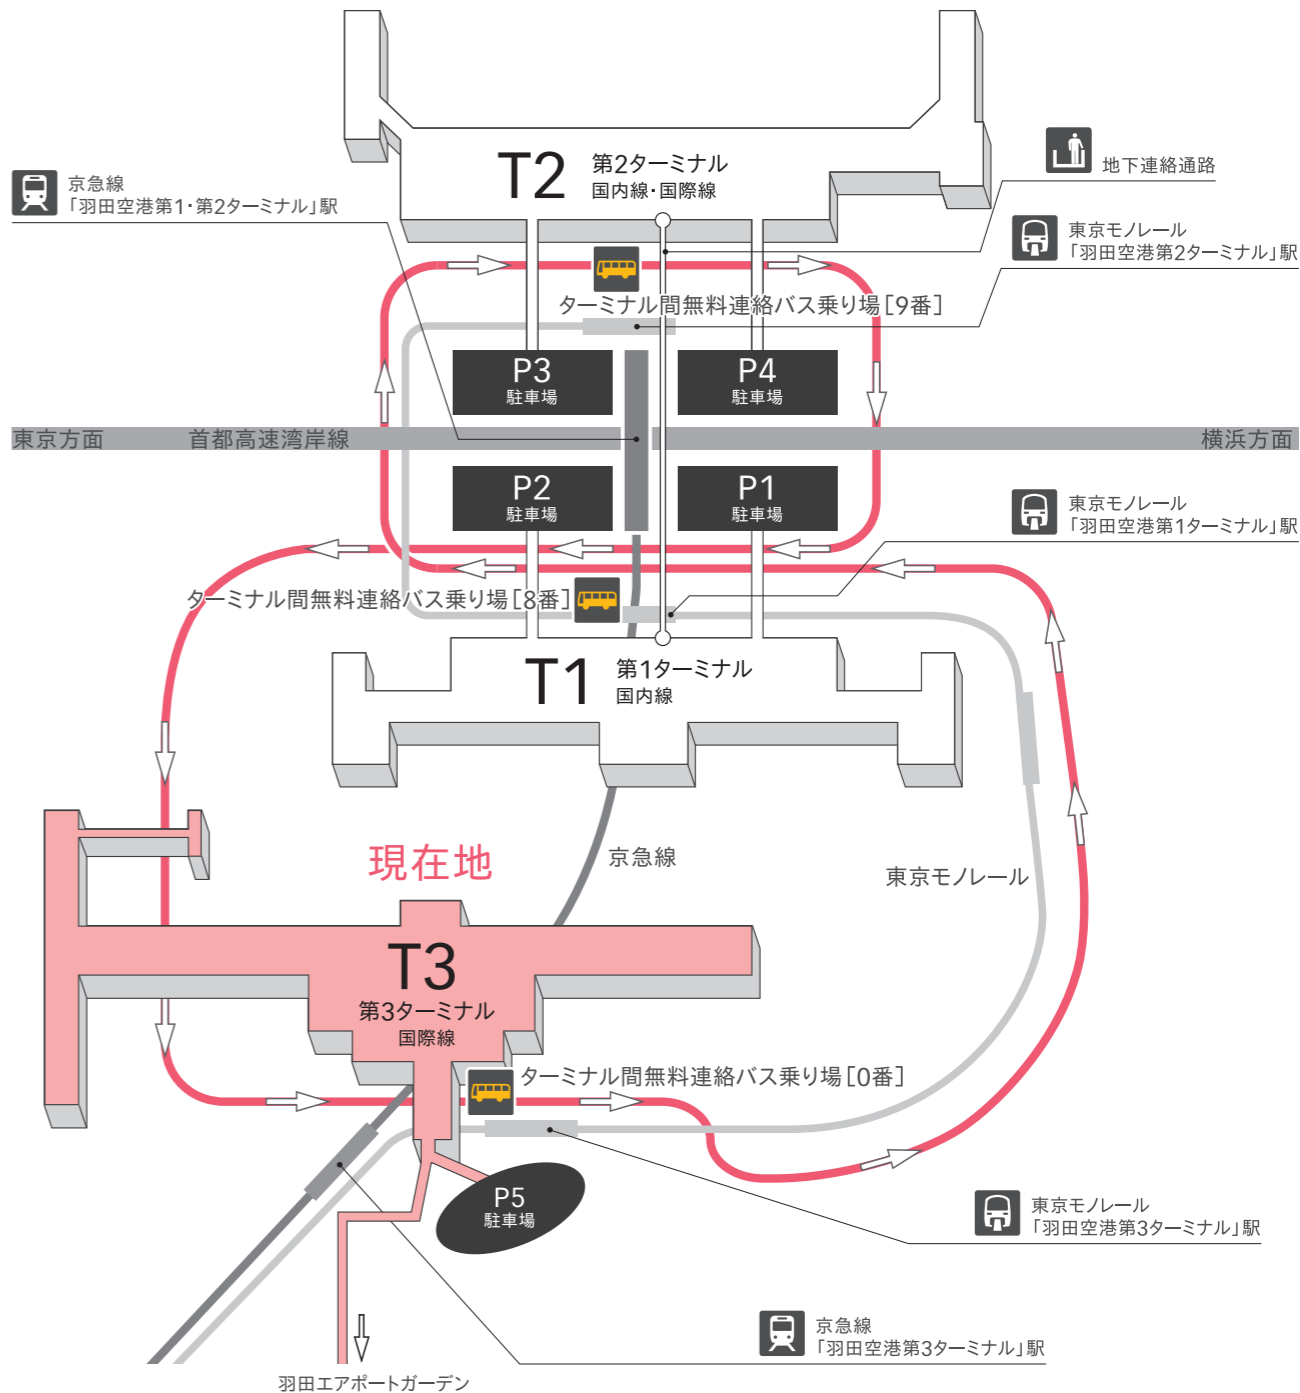 T2
第2ターミナル
国内線・国際線
地下連絡通路
京急線
「羽田空港第1・第2ターミナル」駅
東京モノレール
「羽田空港第2ターミナル」駅
ターミナル間無料連絡バス乗り場[9番]
P3
駐車場
P4
駐車場
東京方面
首都高速湾岸線
横浜方面
P2
駐車場
P1
駐車場
東京モノレール
「羽田空港第1ターミナル」駅
ターミナル間無料連絡バス乗り場[8番]
T1
第1ターミナル
国内線
現在地
京急線
東京モノレール
T3
第3ターミナル
国際線
ターミナル間無料連絡バス乗り場[0番]
P5
駐車場
東京モノレール
「羽田空港第3ターミナル」駅
京急線
「羽田空港第3ターミナル」駅
羽田エアポートガーデン